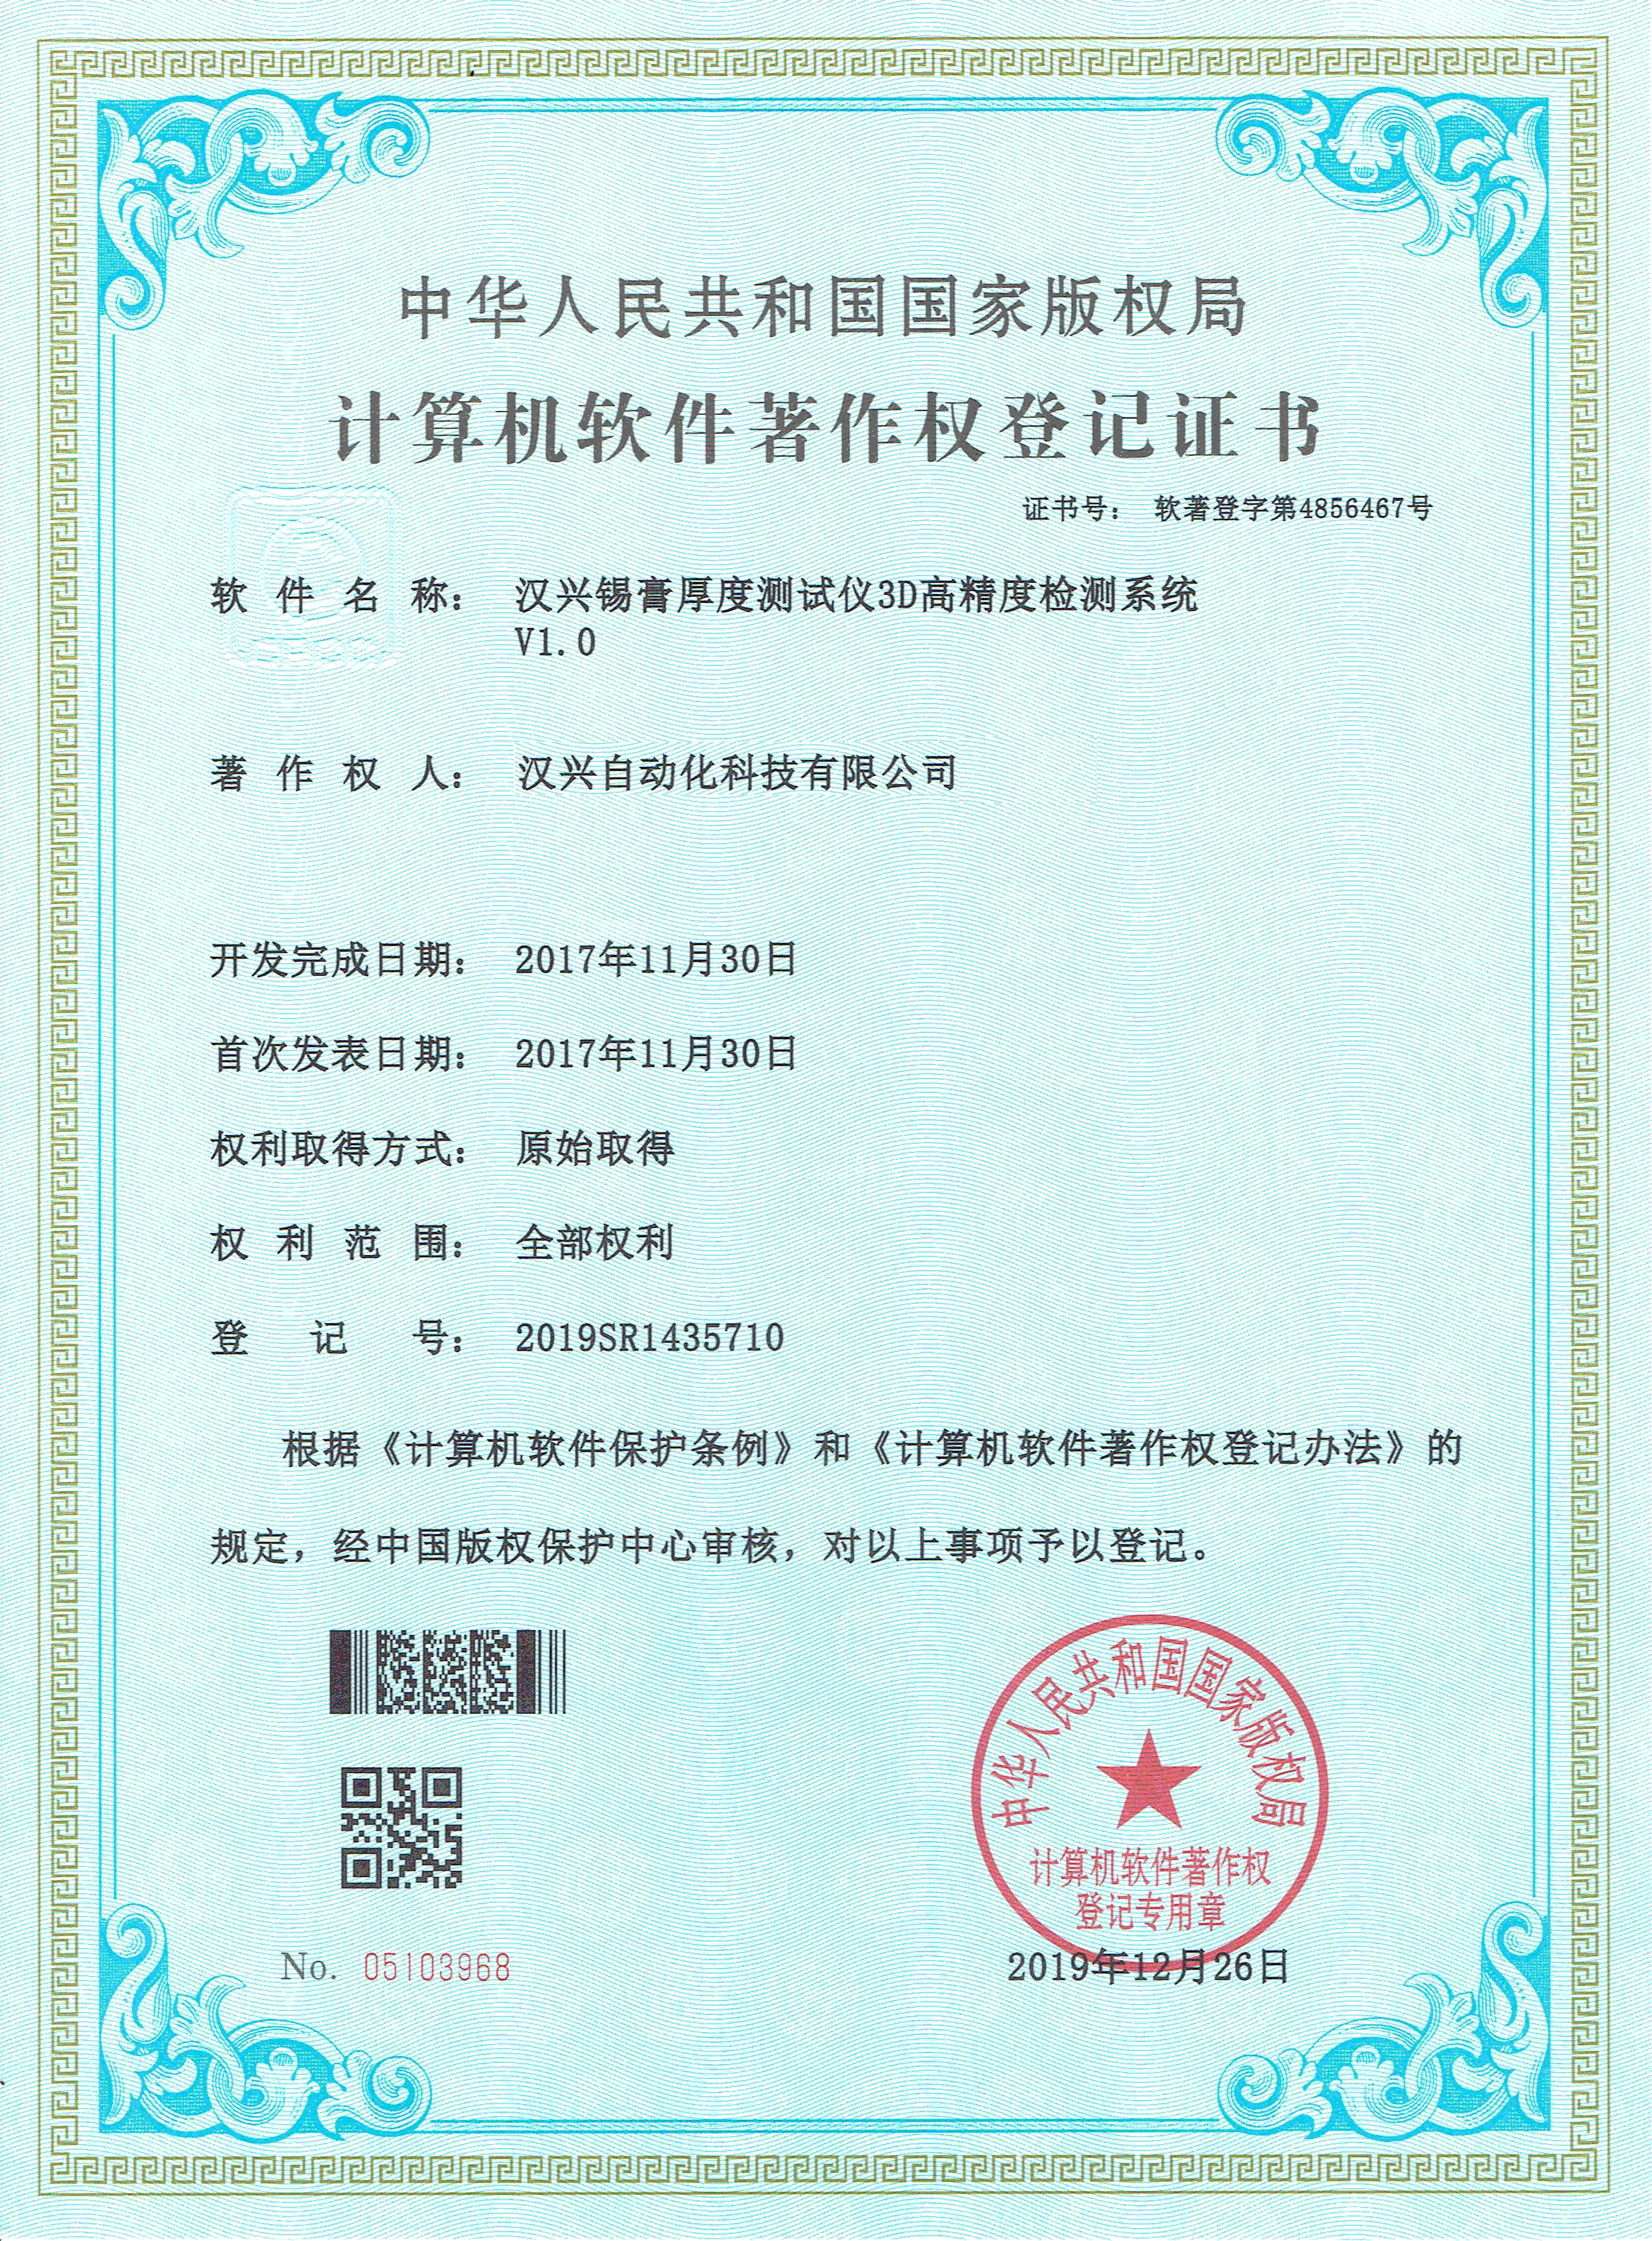 中华人民共和国国家版权局
计算机软件著作权登记证书
证书号： 软著登字第4856467号
软件名称： 汉兴锡膏厚度测试仪3D高精度检测系统
V1.0
著作权人： 汉兴自动化科技有限公司
开发完成日期： 2017年11月30日
首次发表日期： 2017年11月30日
权利取得方式： 原始取得
权利范围： 全部权利
登记号： 2019SR1435710
根据《计算机软件保护条例》和《计算机软件著作权登记办法》的
规定，经中国版权保护中心审核，对以上事项予以登记。
中华人民共和国国家版权局
计算机软件著作权
登记专用章
No. 05103968
2019年12月26日